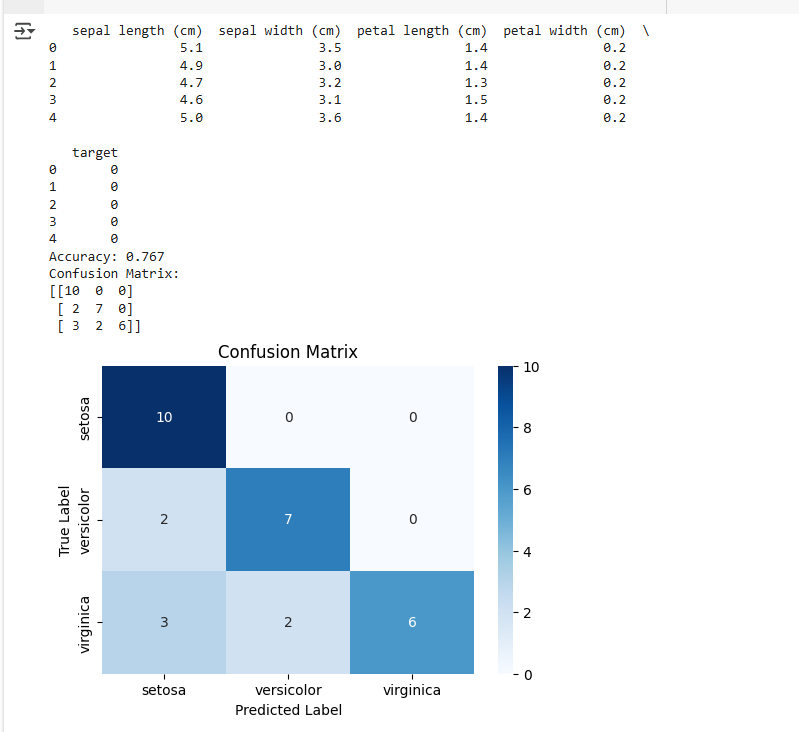 sepal length (cm)  sepal width (cm)  petal length (cm)  petal width (cm)  \
0                5.1               3.5                1.4               0.2
1                4.9               3.0                1.4               0.2
2                4.7               3.2                1.3               0.2
3                4.6               3.1                1.5               0.2
4                5.0               3.6                1.4               0.2
target
0       0
1       0
2       0
3       0
4       0
Accuracy: 0.767
Confusion Matrix:
[[10  0  0]
 [ 2  7  0]
 [ 3  2  6]]
Confusion Matrix
10
setosa 10 0 0
8
6
True Label
versicolor 2 7 0
4
2
virginica 3 2 6
0
setosa versicolor virginica
Predicted Label